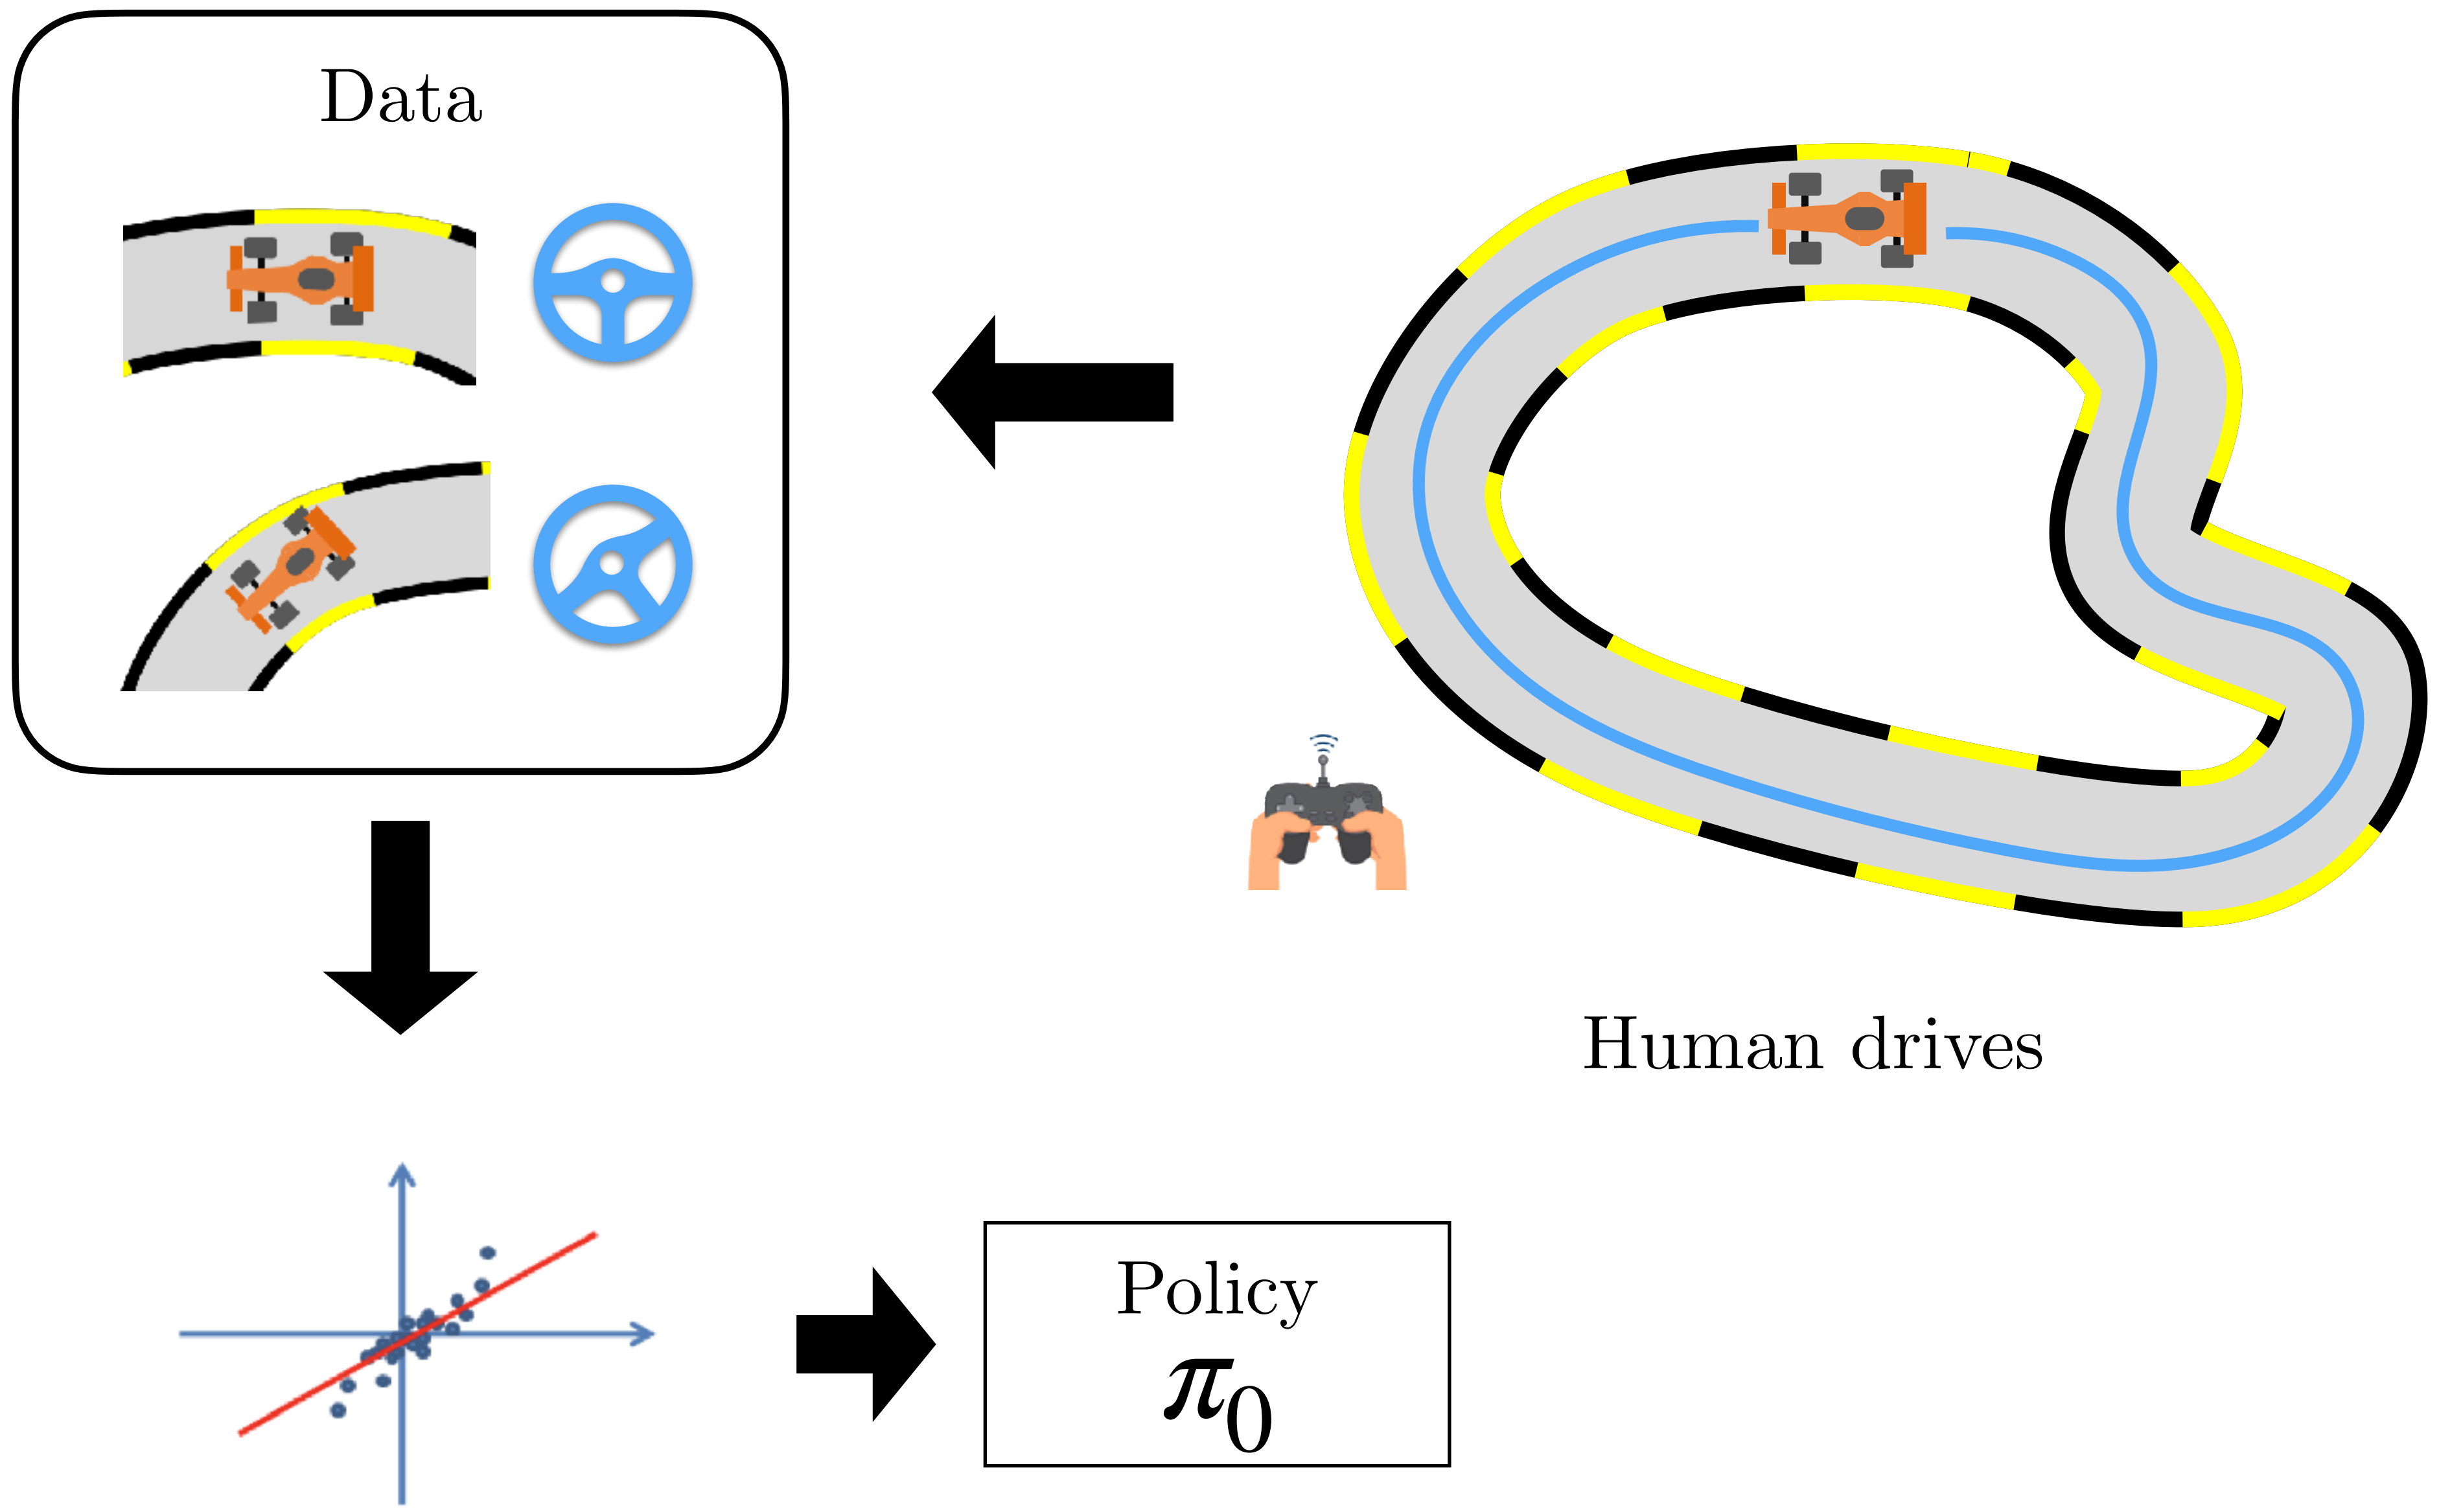 Data
Human drives
Policy
π₀